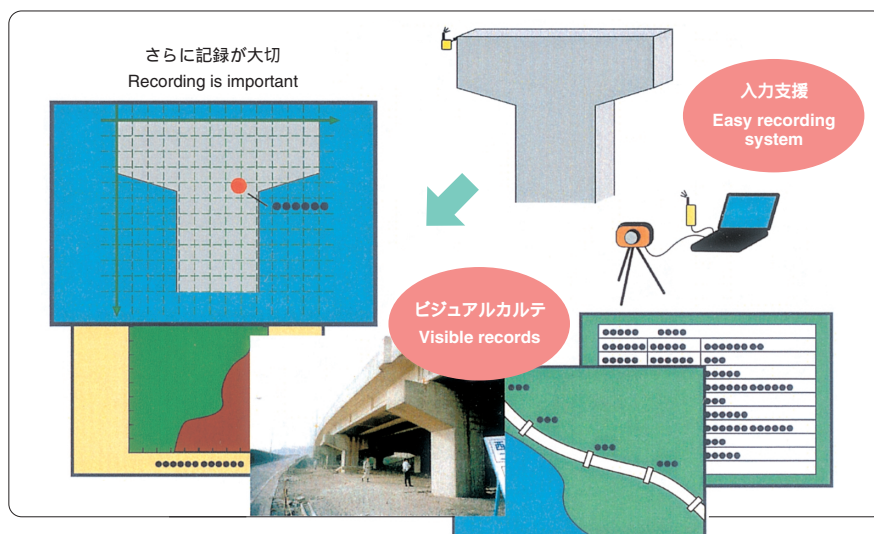 さらに記録が大切
Recording is important
入力支援
Easy recording
system
ビジュアルカルテ
Visible records
西